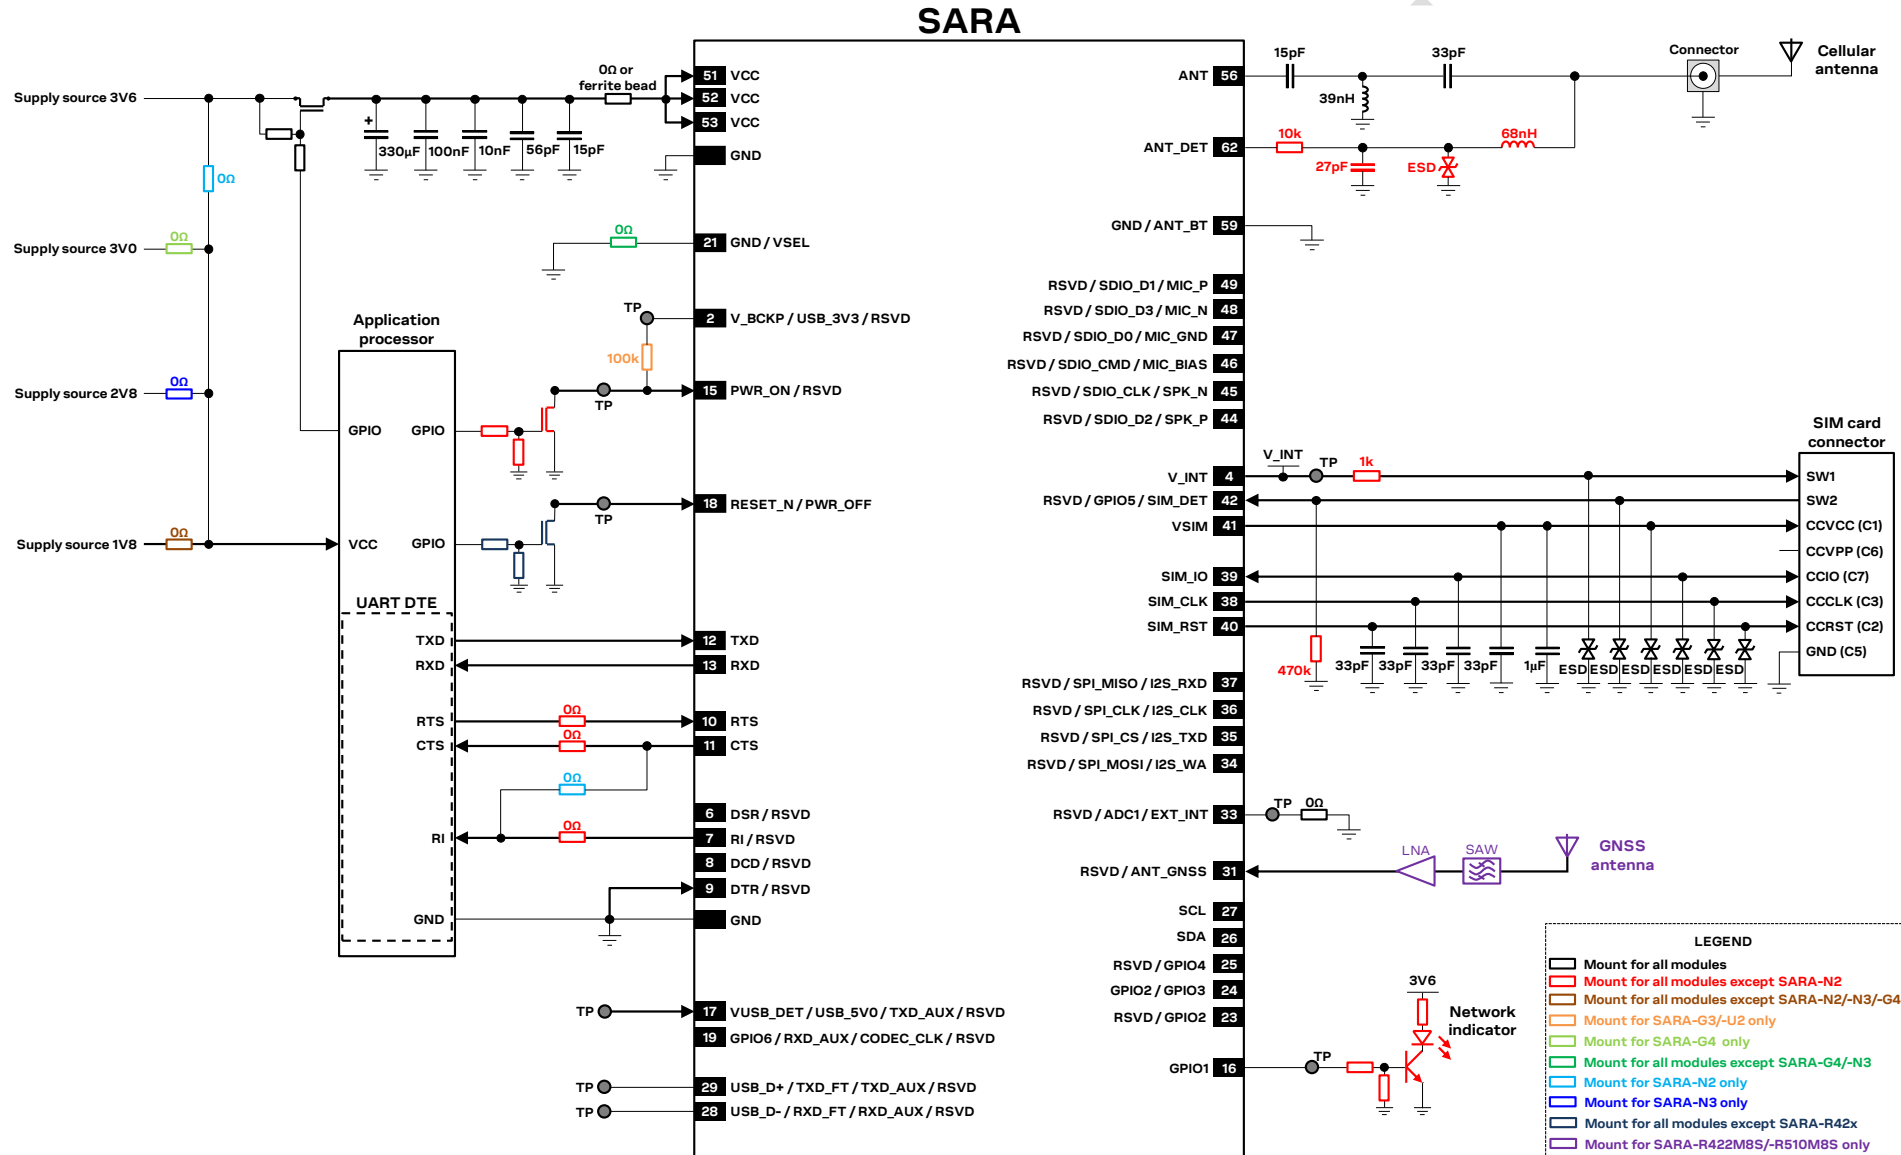 SARA
Supply source 3V6
0Ω or
ferrite bead
+
330µF
100nF
10nF
56pF
15pF
51 VCC
52 VCC
53 VCC
GND
0Ω
Supply source 3V0
0Ω
0Ω
21 GND / VSEL
TP
2 V_BCKP / USB_3V3 / RSVD
100k
15 PWR_ON / RSVD
TP
Application
processor
Supply source 2V8
0Ω
GPIO
GPIO
18 RESET_N / PWR_OFF
TP
Supply source 1V8
0Ω
VCC
GPIO
UART DTE
TXD
12 TXD
RXD
13 RXD
RTS
0Ω
10 RTS
CTS
0Ω
11 CTS
0Ω
6 DSR / RSVD
RI
0Ω
7 RI / RSVD
8 DCD / RSVD
9 DTR / RSVD
GND
GND
TP
17 VUSB_DET / USB_5V0 / TXD_AUX / RSVD
19 GPIO6 / RXD_AUX / CODEC_CLK / RSVD
TP
29 USB_D+ / TXD_FT / TXD_AUX / RSVD
TP
28 USB_D- / RXD_FT / RXD_AUX / RSVD
ANT 56
15pF
39nH
33pF
Connector
Cellular
antenna
ANT_DET 62
10k
27pF
ESD
68nH
GND / ANT_BT 59
RSVD / SDIO_D1 / MIC_P 49
RSVD / SDIO_D3 / MIC_N 48
RSVD / SDIO_D0 / MIC_GND 47
RSVD / SDIO_CMD / MIC_BIAS 46
RSVD / SDIO_CLK / SPK_N 45
RSVD / SDIO_D2 / SPK_P 44
SIM card
connector
V_INT 4
V_INT
TP
1k
SW1
RSVD / GPIO5 / SIM_DET 42
SW2
VSIM 41
CCVCC (C1)
CCVPP (C6)
SIM_IO 39
CCIO (C7)
SIM_CLK 38
CCCLK (C3)
SIM_RST 40
CCRST (C2)
GND (C5)
470k
33pF
33pF
33pF
33pF
1µF
ESD
ESD
ESD
ESD
ESD
ESD
RSVD / SPI_MISO / I2S_RXD 37
RSVD / SPI_CLK / I2S_CLK 36
RSVD / SPI_CS / I2S_TXD 35
RSVD / SPI_MOSI / I2S_WA 34
RSVD / ADC1 / EXT_INT 33
TP
0Ω
RSVD / ANT_GNSS 31
LNA
SAW
GNSS
antenna
SCL 27
SDA 26
RSVD / GPIO4 25
GPIO2 / GPIO3 24
RSVD / GPIO2 23
GPIO1 16
TP
3V6
Network
indicator
LEGEND
Mount for all modules
Mount for all modules except SARA-N2
Mount for all modules except SARA-N2/-N3/-G4
Mount for SARA-G3/-U2 only
Mount for SARA-G4 only
Mount for all modules except SARA-G4/-N3
Mount for SARA-N2 only
Mount for SARA-N3 only
Mount for all modules except SARA-R42x
Mount for SARA-R422M8S/-R510M8S only